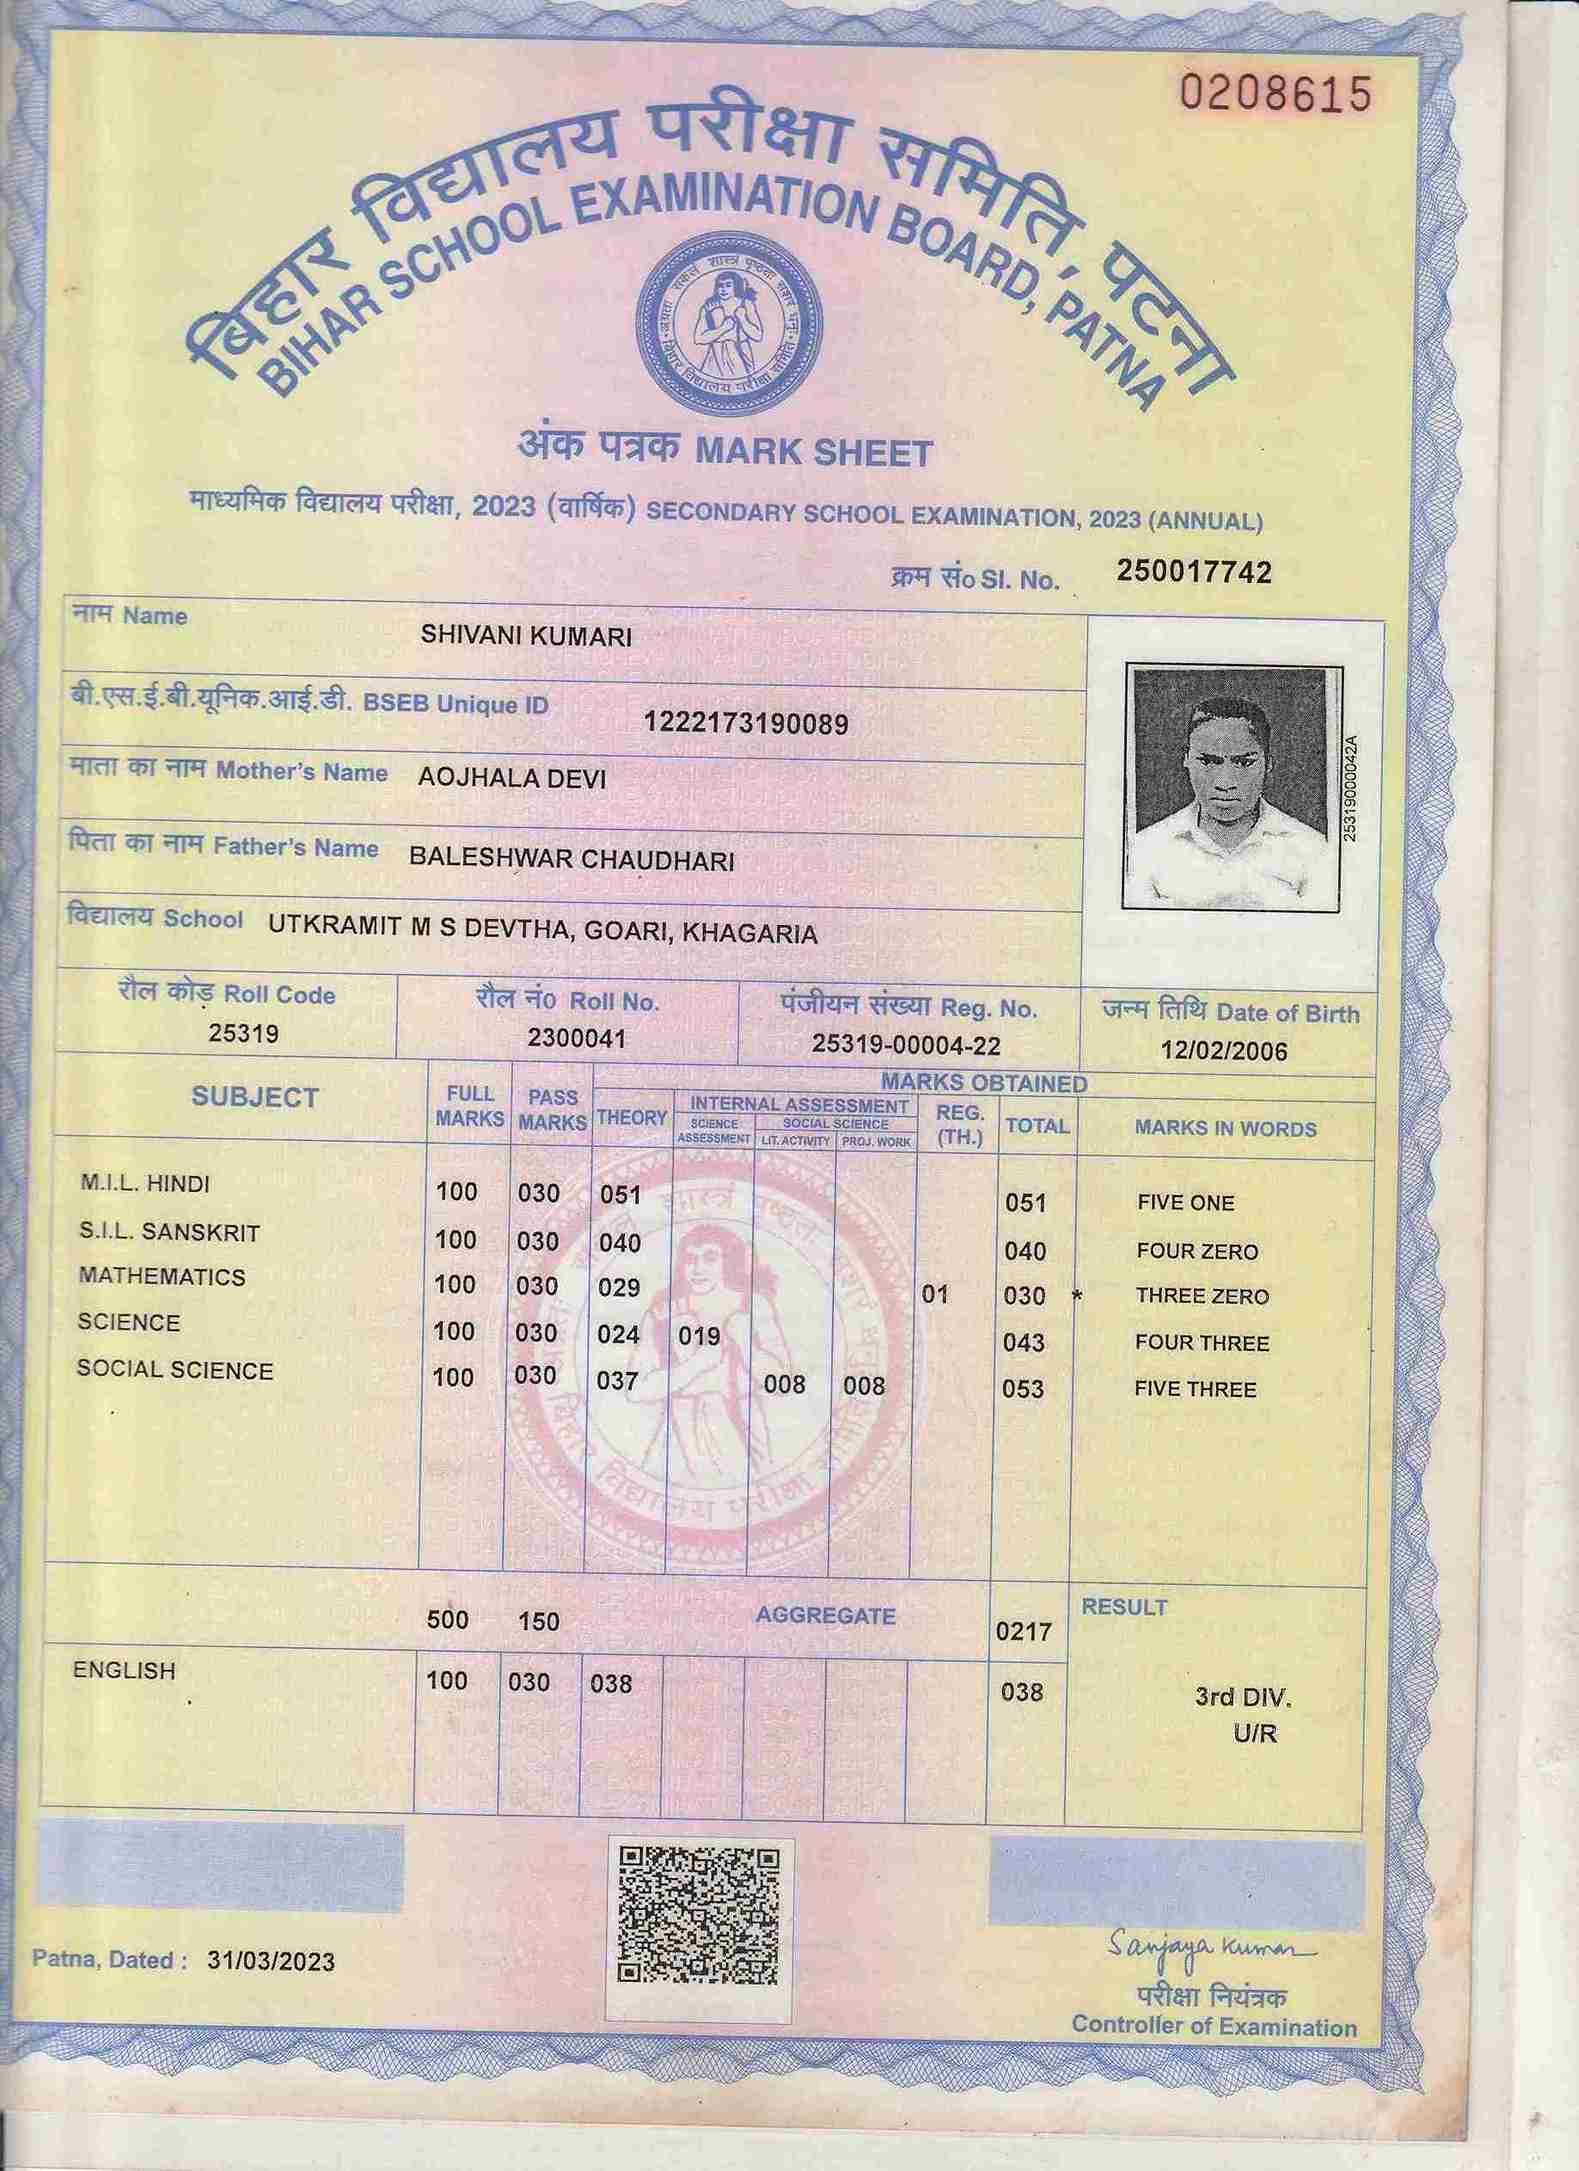 0208615
बिहार विद्यालय परीक्षा समिति, पटना
BIHAR SCHOOL EXAMINATION BOARD, PATNA
अंक पत्रक MARK SHEET
माध्यमिक विद्यालय परीक्षा, 2023 (वार्षिक) SECONDARY SCHOOL EXAMINATION, 2023 (ANNUAL)
क्रम सं० Sl. No. 250017742
नाम Name SHIVANI KUMARI
बी.एस.ई.बी.यूनिक.आई.डी. BSEB Unique ID 1222173190089
माता का नाम Mother's Name AOJHALA DEVI
पिता का नाम Father's Name BALESHWAR CHAUDHARI
विद्यालय School UTKRAMIT M S DEVTHA, GOARI, KHAGARIA
253190000042A
रौल कोड़ Roll Code रौल नं० Roll No. पंजीयन संख्या Reg. No. जन्म तिथि Date of Birth
25319 2300041 25319-00004-22 12/02/2006
MARKS OBTAINED
SUBJECT FULL MARKS PASS MARKS THEORY INTERNAL ASSESSMENT REG. (TH.) TOTAL MARKS IN WORDS
SCIENCE ASSESSMENT SOCIAL SCIENCE
LIT. ACTIVITY PROJ. WORK
M.I.L. HINDI 100 030 051 051 FIVE ONE
S.I.L. SANSKRIT 100 030 040 040 FOUR ZERO
MATHEMATICS 100 030 029 01 030 * THREE ZERO
SCIENCE 100 030 024 019 043 FOUR THREE
SOCIAL SCIENCE 100 030 037 008 008 053 FIVE THREE
500 150 AGGREGATE 0217 RESULT
ENGLISH 100 030 038 038 3rd DIV.
U/R
Patna, Dated : 31/03/2023
Sanjaya Kumar
परीक्षा नियंत्रक
Controller of Examination